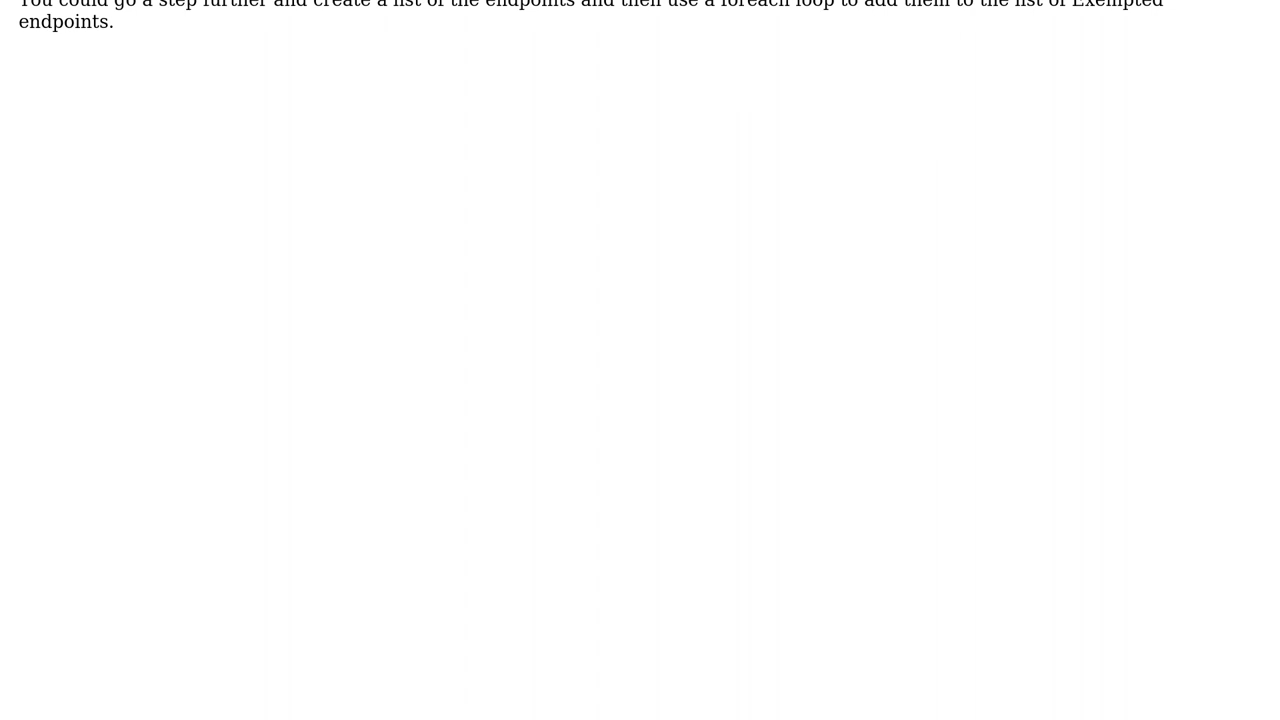 You could go a step further and create a list of the endpoints and then use a foreach loop to add them to the list of Exempted
endpoints.